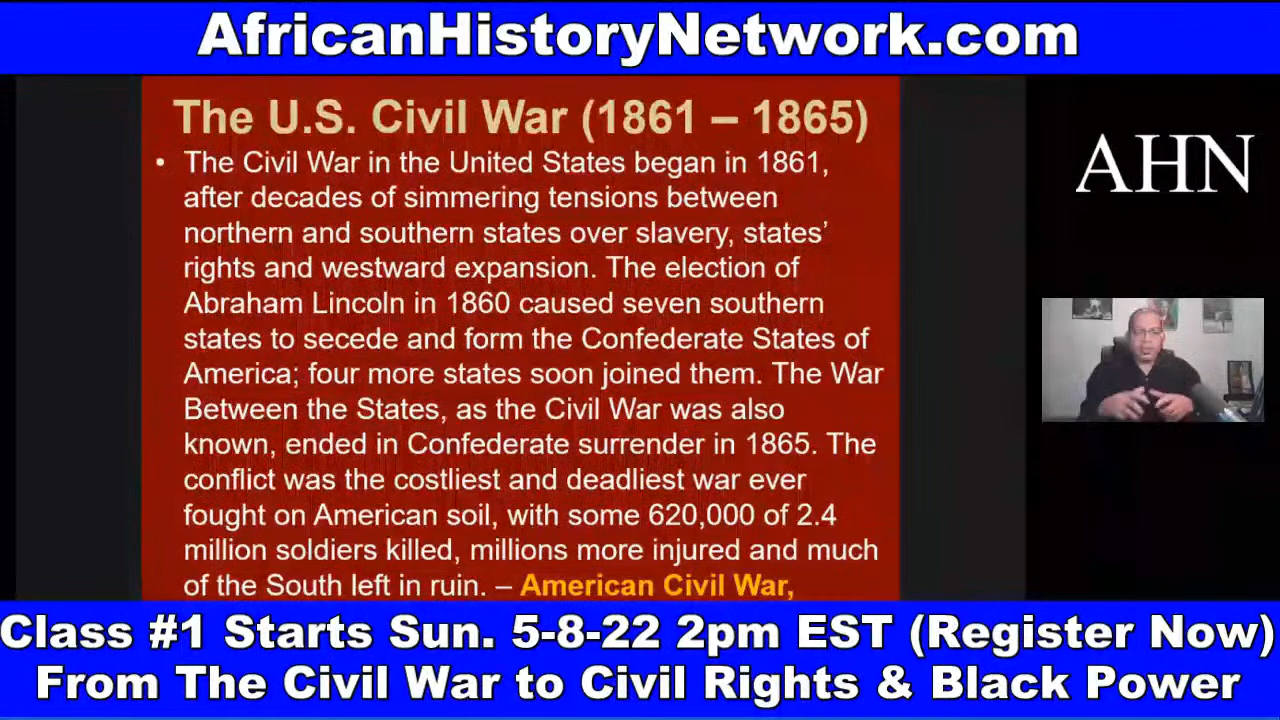 AfricanHistoryNetwork.com
The U.S. Civil War (1861 – 1865)
• The Civil War in the United States began in 1861,
after decades of simmering tensions between
northern and southern states over slavery, states’
rights and westward expansion. The election of
Abraham Lincoln in 1860 caused seven southern
states to secede and form the Confederate States of
America; four more states soon joined them. The War
Between the States, as the Civil War was also
known, ended in Confederate surrender in 1865. The
conflict was the costliest and deadliest war ever
fought on American soil, with some 620,000 of 2.4
million soldiers killed, millions more injured and much
of the South left in ruin. – American Civil War,
AHN
Class #1 Starts Sun. 5-8-22 2pm EST (Register Now)
From The Civil War to Civil Rights & Black Power